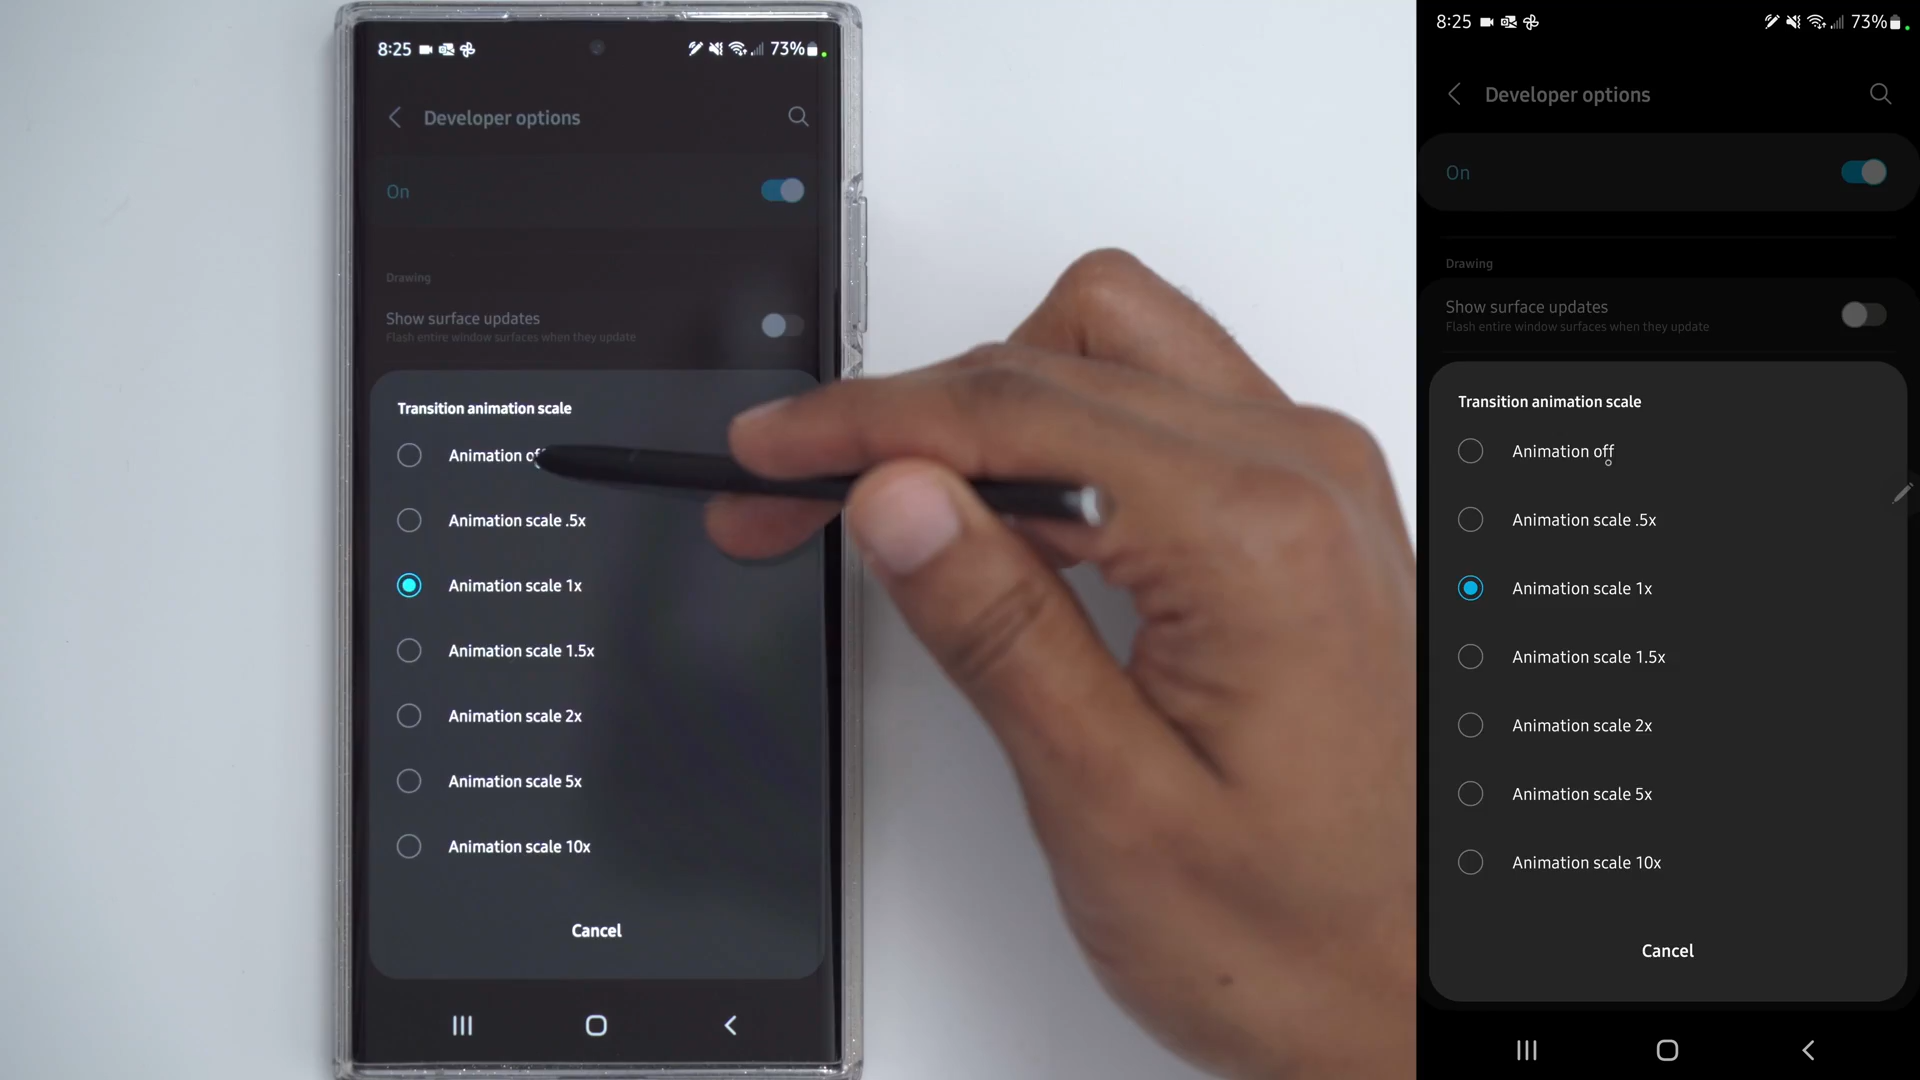 8:25
73%
Developer options
On
Drawing
Show surface updates
Flash entire window surfaces when they update
Transition animation scale
Animation of
Animation scale .5x
Animation scale 1x
Animation scale 1.5x
Animation scale 2x
Animation scale 5x
Animation scale 10x
Cancel
8:25
73%
Developer options
On
Drawing
Show surface updates
Flash entire window surfaces when they update
Transition animation scale
Animation off
Animation scale .5x
Animation scale 1x
Animation scale 1.5x
Animation scale 2x
Animation scale 5x
Animation scale 10x
Cancel